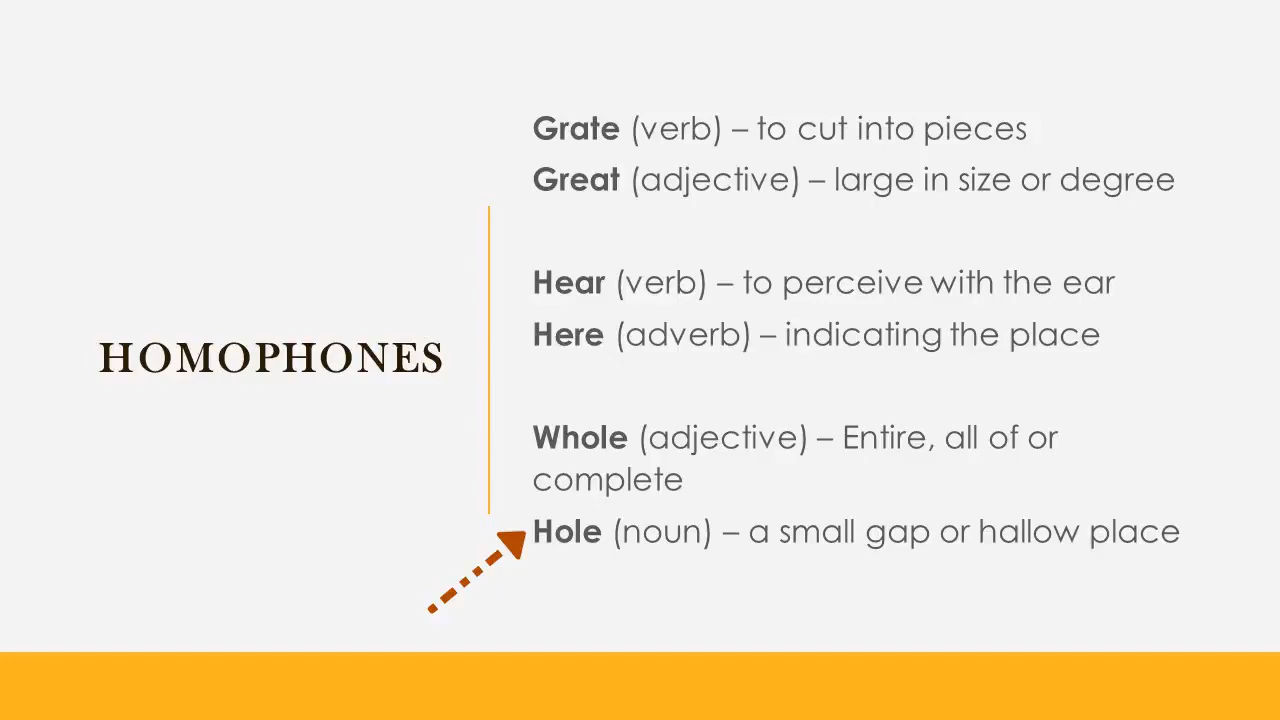 HOMOPHONES
Grate (verb) – to cut into pieces
Great (adjective) – large in size or degree
Hear (verb) – to perceive with the ear
Here (adverb) – indicating the place
Whole (adjective) – Entire, all of or
complete
Hole (noun) – a small gap or hallow place